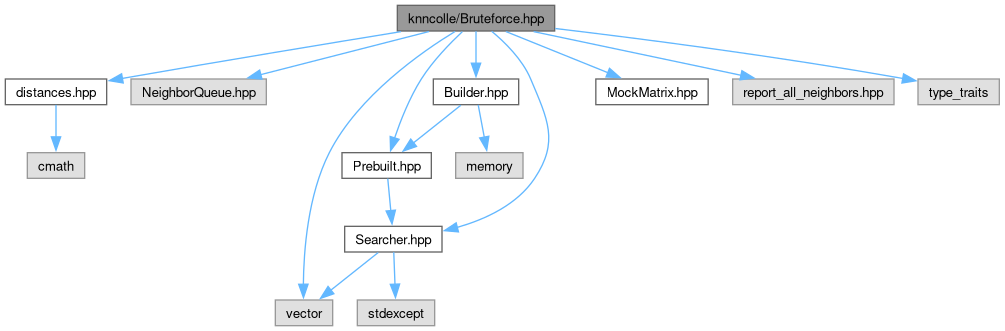 knncolle/Bruteforce.hpp
distances.hpp
NeighborQueue.hpp
Builder.hpp
MockMatrix.hpp
report_all_neighbors.hpp
type_traits
cmath
Prebuilt.hpp
memory
Searcher.hpp
vector
stdexcept